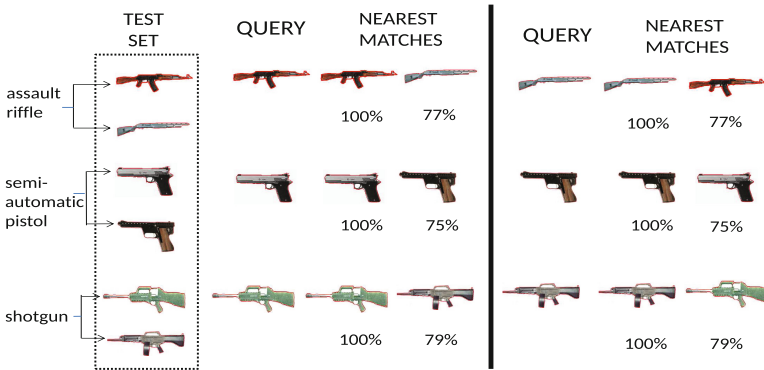 TEST
SET
QUERY
NEAREST
MATCHES
QUERY
NEAREST
MATCHES
assault
riffle
100%
77%
100%
77%
semi-
automatic
pistol
100%
75%
100%
75%
shotgun
100%
79%
100%
79%